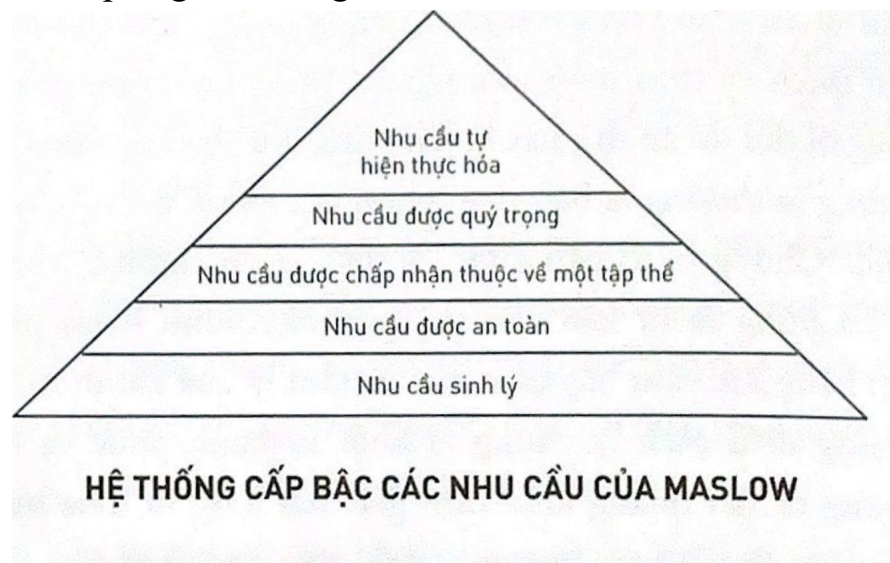 Nhu cầu tự
hiện thực hóa
Nhu cầu được quý trọng
Nhu cầu được chấp nhận thuộc về một tập thể
Nhu cầu được an toàn
Nhu cầu sinh lý
HỆ THỐNG CẤP BẬC CÁC NHU CẦU CỦA MASLOW